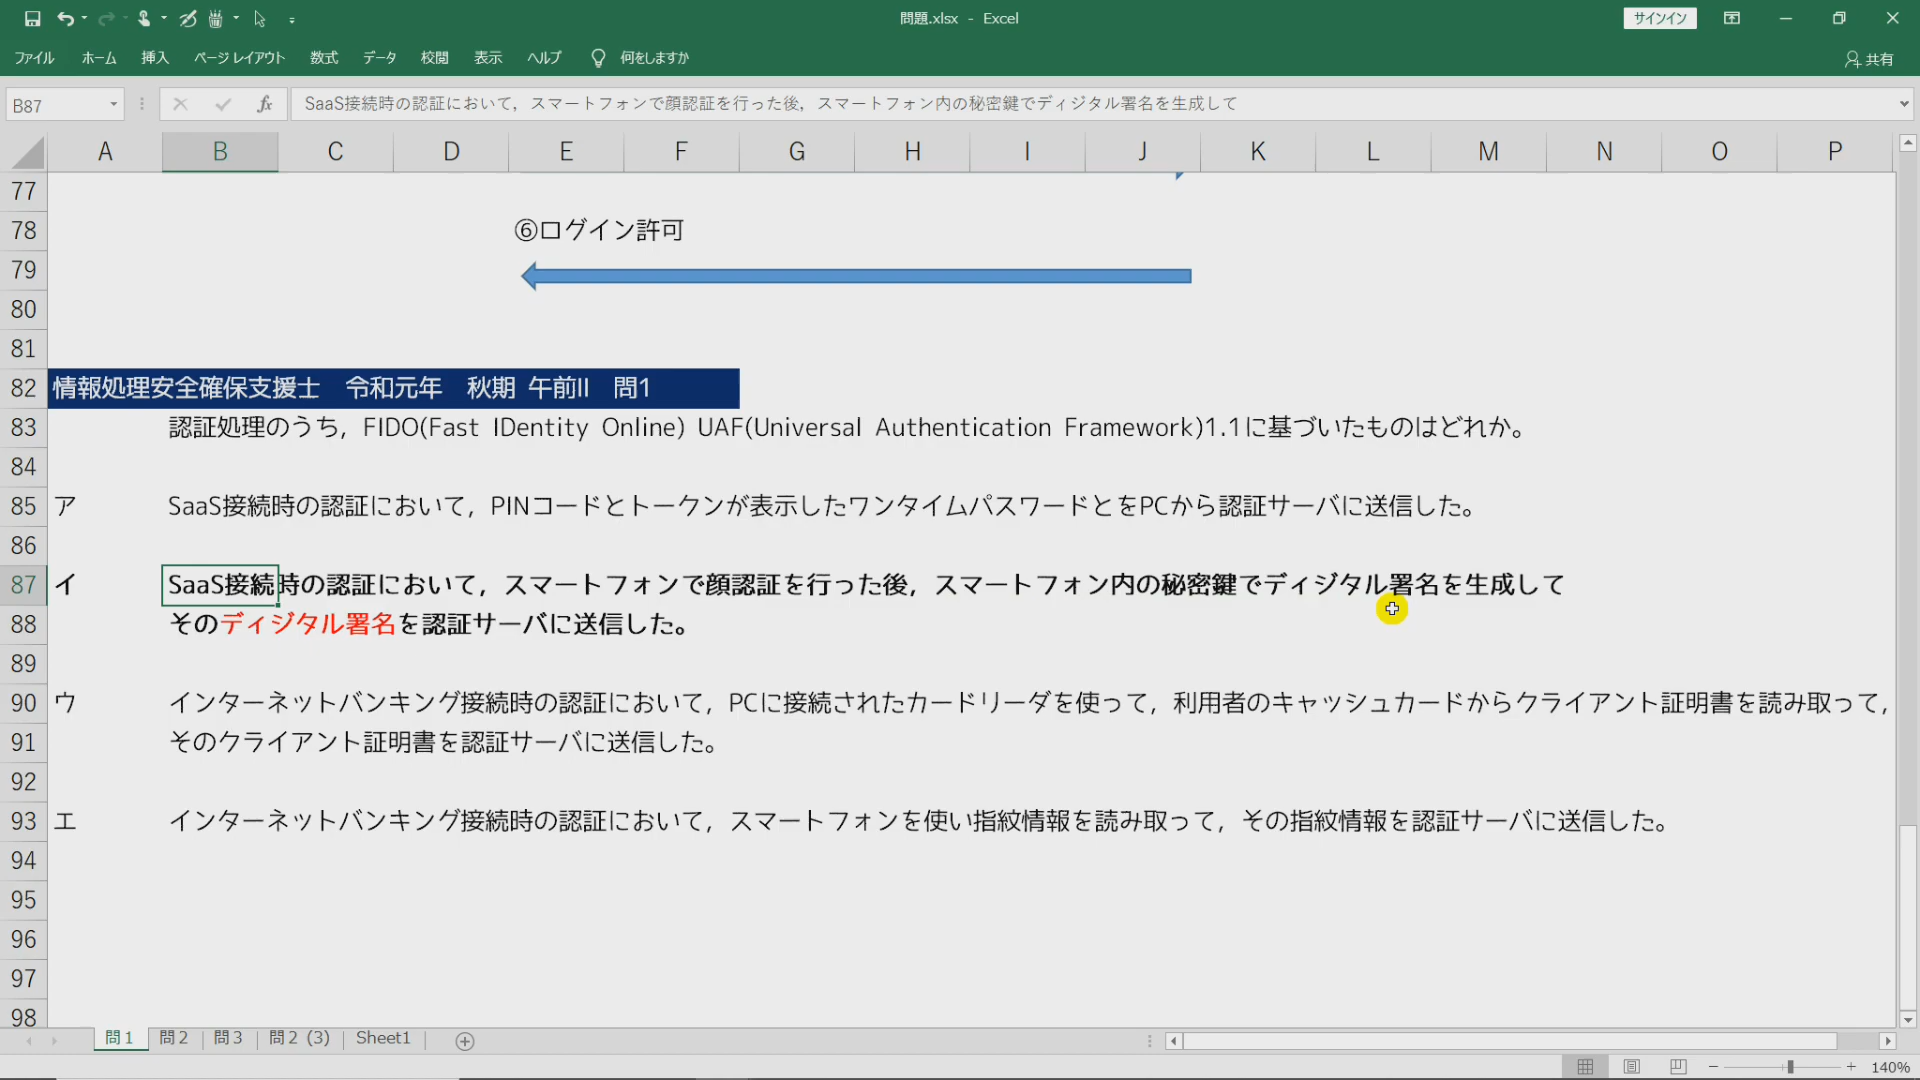 問題.xlsx - Excel
サインイン
ファイル ホーム 挿入 ページ レイアウト 数式 データ 校閲 表示 ヘルプ 何をしますか 共有
B87 fx SaaS接続時の認証において，スマートフォンで顔認証を行った後，スマートフォン内の秘密鍵でディジタル署名を生成して
A B C D E F G H I J K L M N O P
77
78 ⑥ログイン許可
79
80
81
82 情報処理安全確保支援士 令和元年 秋期 午前II 問1
83 認証処理のうち，FIDO(Fast IDentity Online) UAF(Universal Authentication Framework)1.1に基づいたものはどれか。
84
85 ア SaaS接続時の認証において，PINコードとトークンが表示したワンタイムパスワードとをPCから認証サーバに送信した。
86
87 イ SaaS接続時の認証において，スマートフォンで顔認証を行った後，スマートフォン内の秘密鍵でディジタル署名を生成して
88 そのディジタル署名を認証サーバに送信した。
89
90 ウ インターネットバンキング接続時の認証において，PCに接続されたカードリーダを使って，利用者のキャッシュカードからクライアント証明書を読み取って，
91 そのクライアント証明書を認証サーバに送信した。
92
93 エ インターネットバンキング接続時の認証において，スマートフォンを使い指紋情報を読み取って，その指紋情報を認証サーバに送信した。
94
95
96
97
98
問1 問2 問3 問2 (3) Sheet1
140%